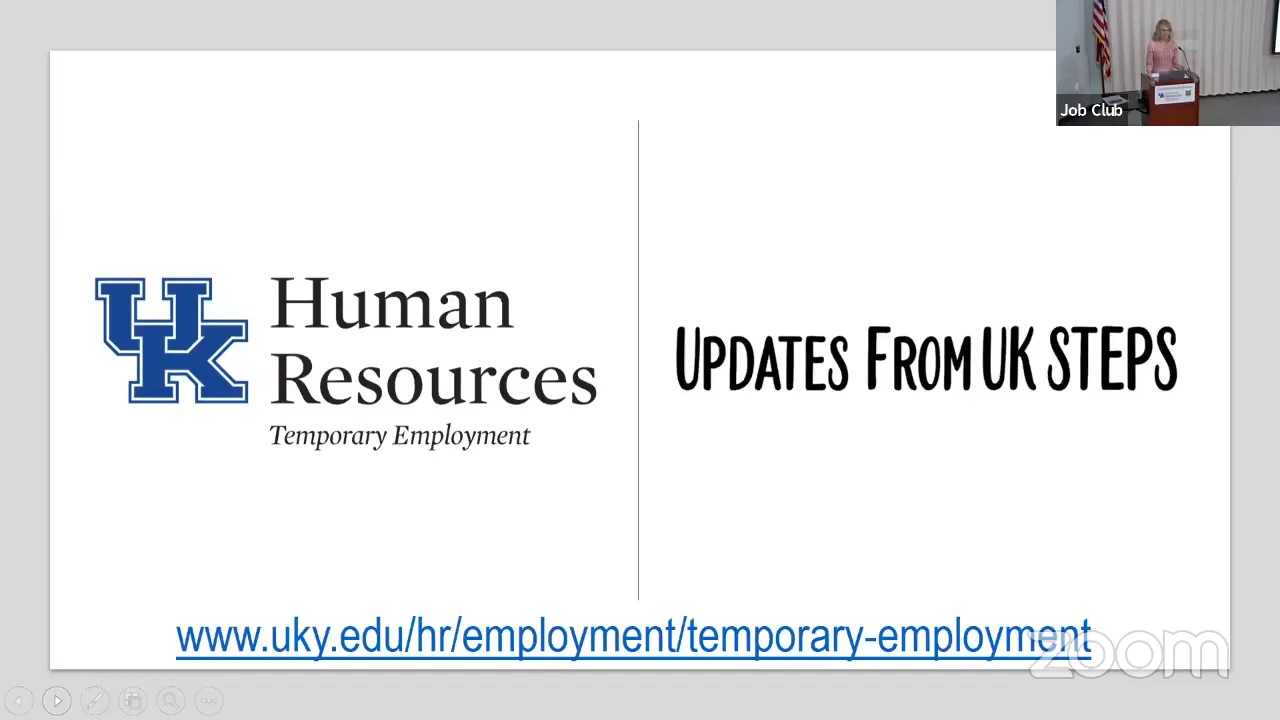 Job Club
UK
Human
Resources
Temporary Employment
UPDATES FROM UK STEPS
www.uky.edu/hr/employment/temporary-employment
zoom